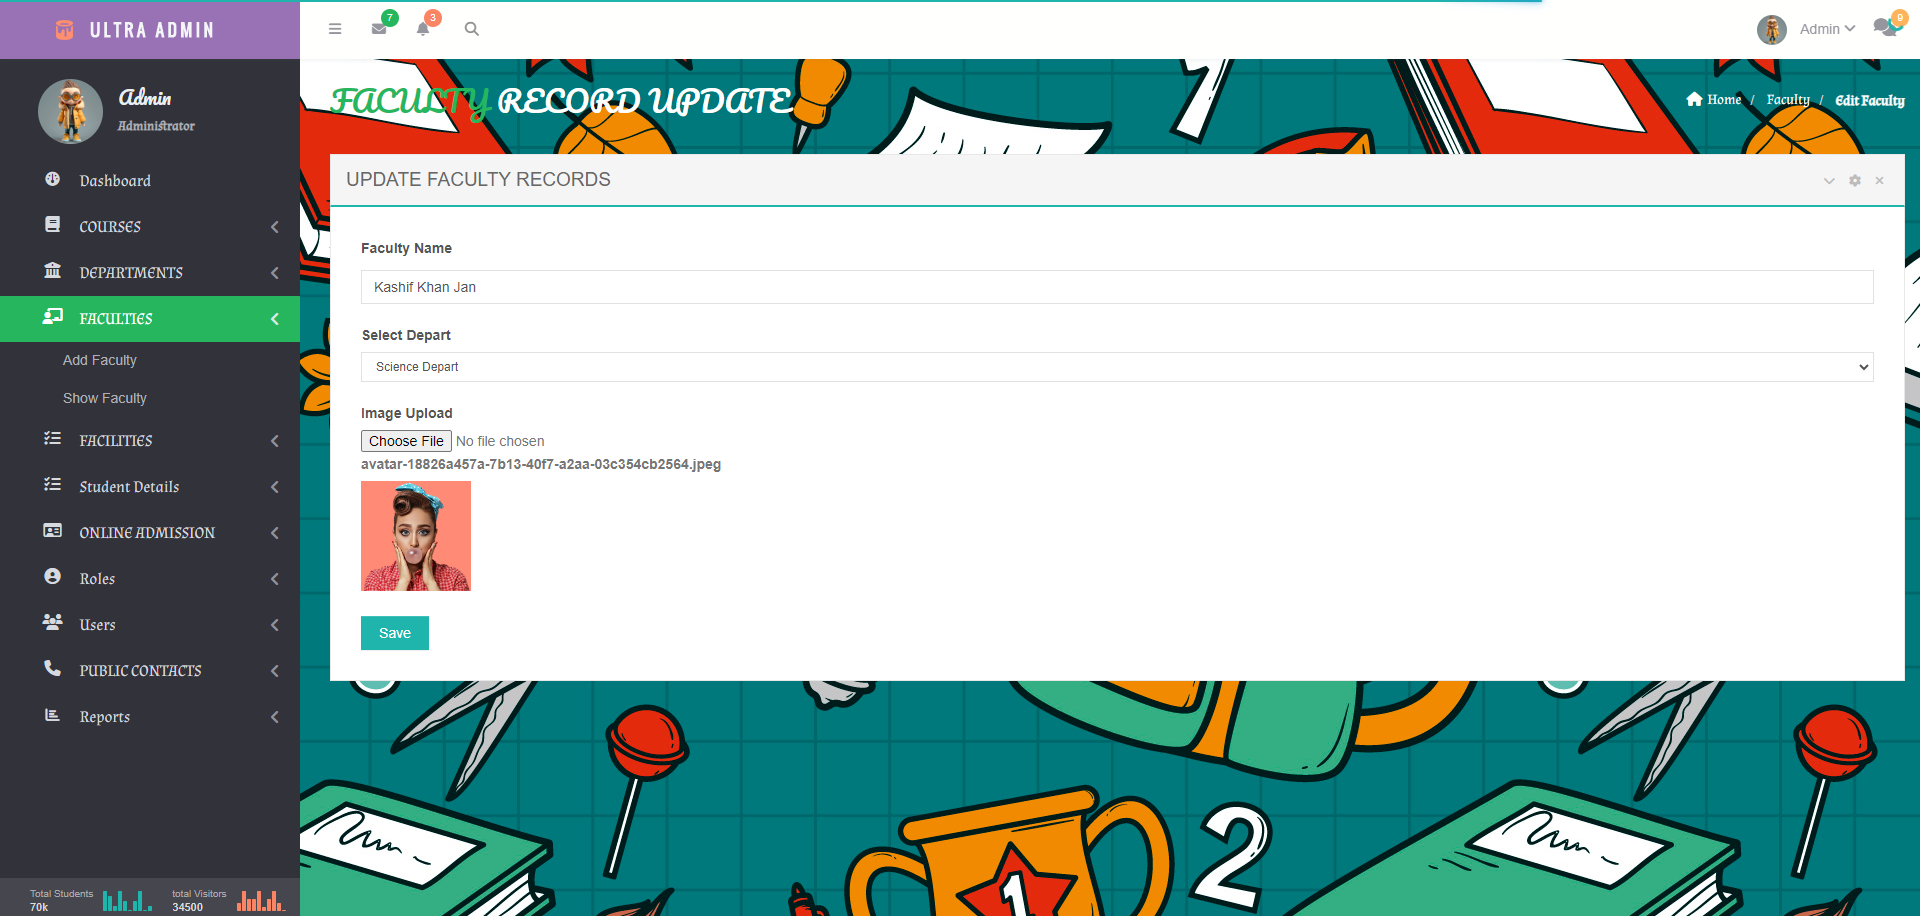 ULTRA ADMIN
7
3
Admin
9
Admin
Administrator
Dashboard
COURSES
DEPARTMENTS
FACULTIES
Add Faculty
Show Faculty
FACILITIES
Student Details
ONLINE ADMISSION
Roles
Users
PUBLIC CONTACTS
Reports
Total Students
70k
total Visitors
34500
FACULTY RECORD UPDATE
Home / Faculty / Edit Faculty
UPDATE FACULTY RECORDS
Faculty Name
Kashif Khan Jan
Select Depart
Science Depart
Image Upload
Choose File No file chosen
avatar-18826a457a-7b13-40f7-a2aa-03c354cb2564.jpeg
Save
1
1
2